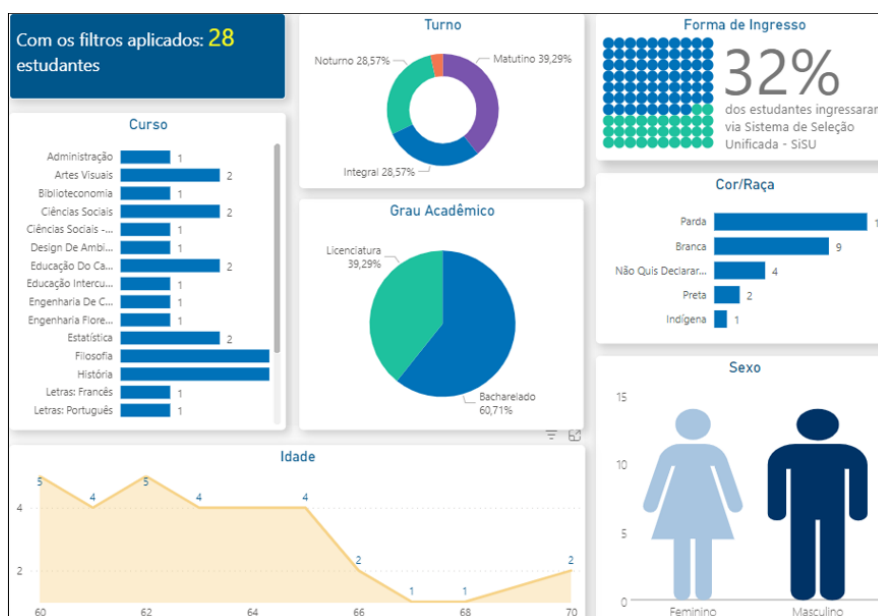 Com os filtros aplicados: 28
estudantes
Turno
Noturno 28,57%
Matutino 39,29%
Integral 28,57%
Forma de Ingresso
32%
dos estudantes ingressaram
via Sistema de Seleção
Unificada - SiSU
Curso
Administração 1
Artes Visuais 2
Biblioteconomia 1
Ciências Sociais 2
Ciências Sociais -... 1
Design De Ambi... 1
Educação Do Ca... 2
Educação Intercu... 1
Engenharia De C... 1
Engenharia Flore... 1
Estatística 2
Filosofia
História
Letras: Francês 1
Letras: Português 1
Grau Acadêmico
Licenciatura
39,29%
Bacharelado
60,71%
Cor/Raça
Parda 1
Branca 9
Não Quis Declarar... 4
Preta 2
Indígena 1
Sexo
15
10
5
0
Feminino Masculino
Idade
5 4 5 4 4 2 1 1 2
4
2
60 62 64 66 68 70